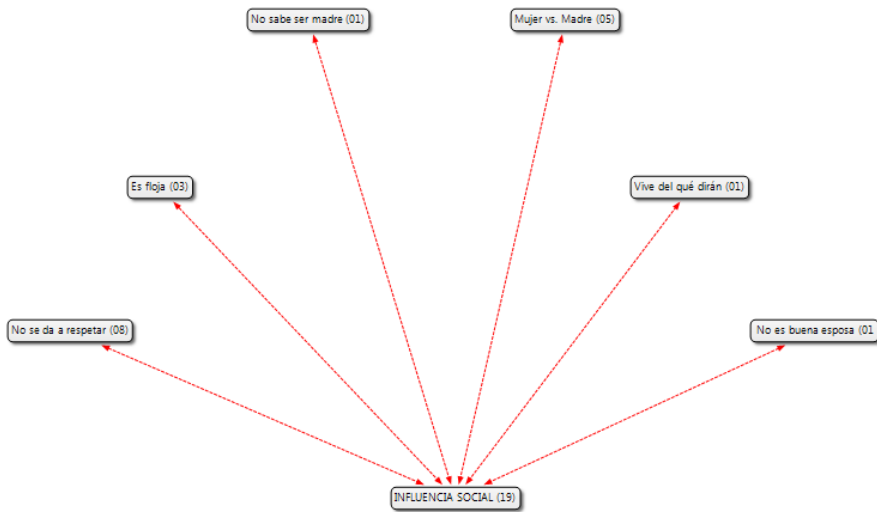 No sabe ser madre (01)
Mujer vs. Madre (05)
Es floja (03)
Vive del qué dirán (01)
No se da a respetar (08)
No es buena esposa (01
INFLUENCIA SOCIAL (19)